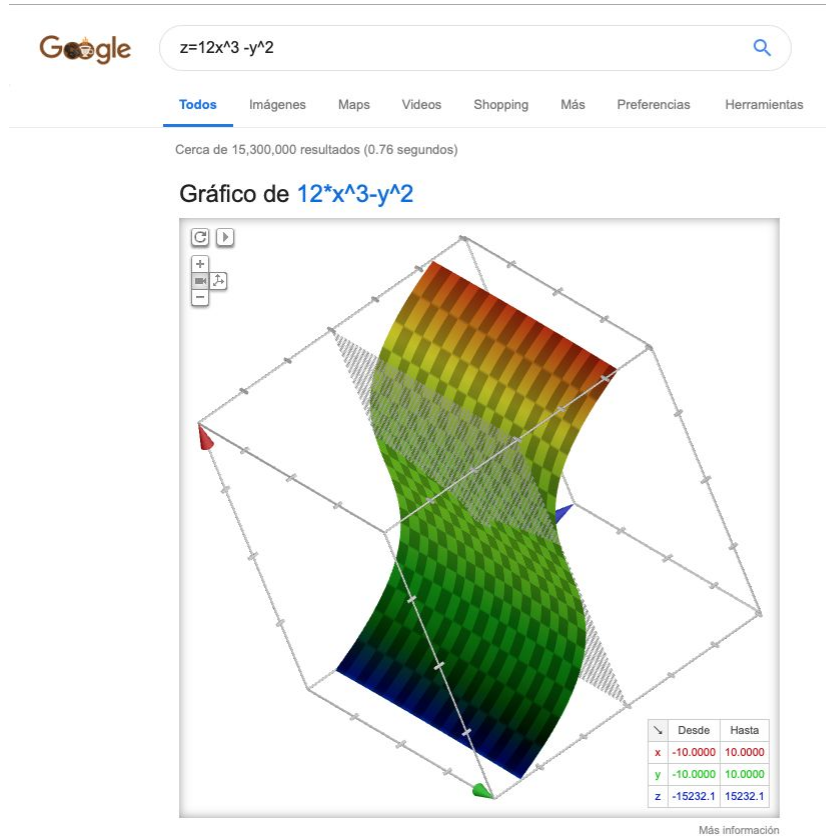 Google
z=12x^3 -y^2
Todos Imágenes Maps Videos Shopping Más Preferencias Herramientas
Cerca de 15,300,000 resultados (0.76 segundos)
Gráfico de 12*x^3-y^2
Desde Hasta
x -10.0000 10.0000
y -10.0000 10.0000
z -15232.1 15232.1
Más información